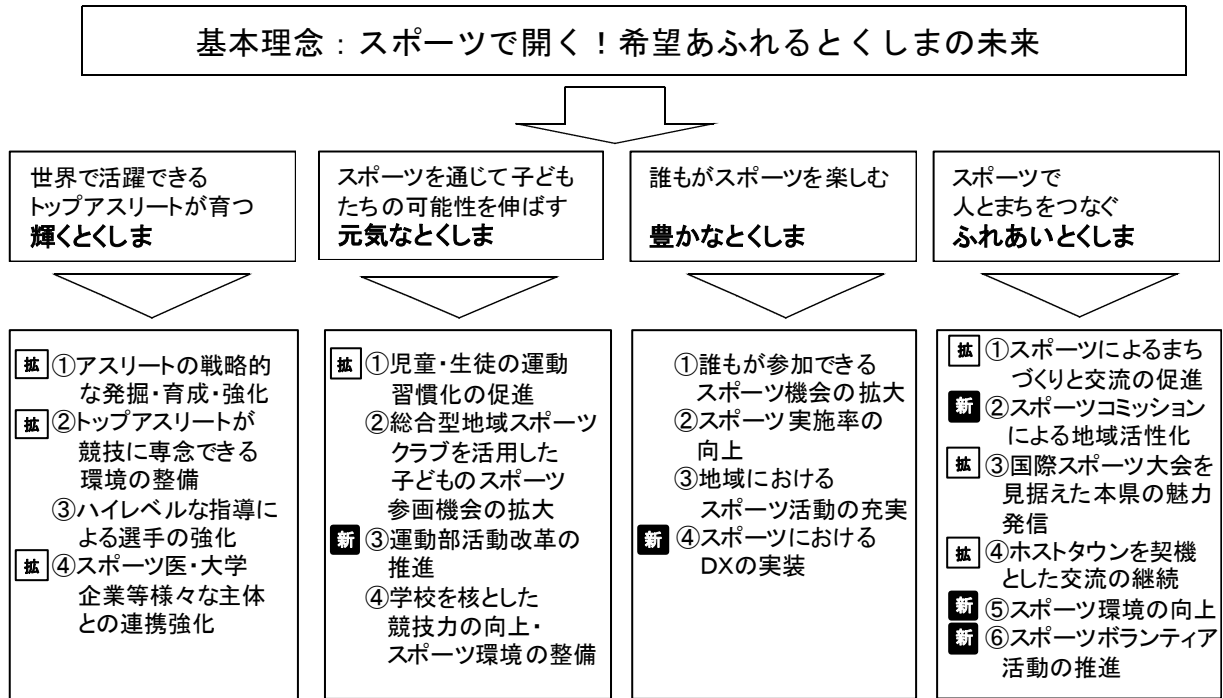 基本理念：スポーツで開く！希望あふれるとくしまの未来
世界で活躍できる
トップアスリートが育つ
輝くとくしま
拡 ①アスリートの戦略的
な発掘・育成・強化
拡 ②トップアスリートが
競技に専念できる
環境の整備
③ハイレベルな指導に
よる選手の強化
拡 ④スポーツ医・大学
企業等様々な主体
との連携強化
スポーツを通じて子ども
たちの可能性を伸ばす
元気なとくしま
拡 ①児童・生徒の運動
習慣化の促進
②総合型地域スポーツ
クラブを活用した
子どものスポーツ
参画機会の拡大
新 ③運動部活動改革の
推進
④学校を核とした
競技力の向上・
スポーツ環境の整備
誰もがスポーツを楽しむ
豊かなとくしま
①誰もが参加できる
スポーツ機会の拡大
②スポーツ実施率の
向上
③地域における
スポーツ活動の充実
新 ④スポーツにおける
DXの実装
スポーツで
人とまちをつなぐ
ふれあいとくしま
拡 ①スポーツによるまち
づくりと交流の促進
新 ②スポーツコミッション
による地域活性化
拡 ③国際スポーツ大会を
見据えた本県の魅力
発信
拡 ④ホストタウンを契機
とした交流の継続
新 ⑤スポーツ環境の向上
新 ⑥スポーツボランティア
活動の推進